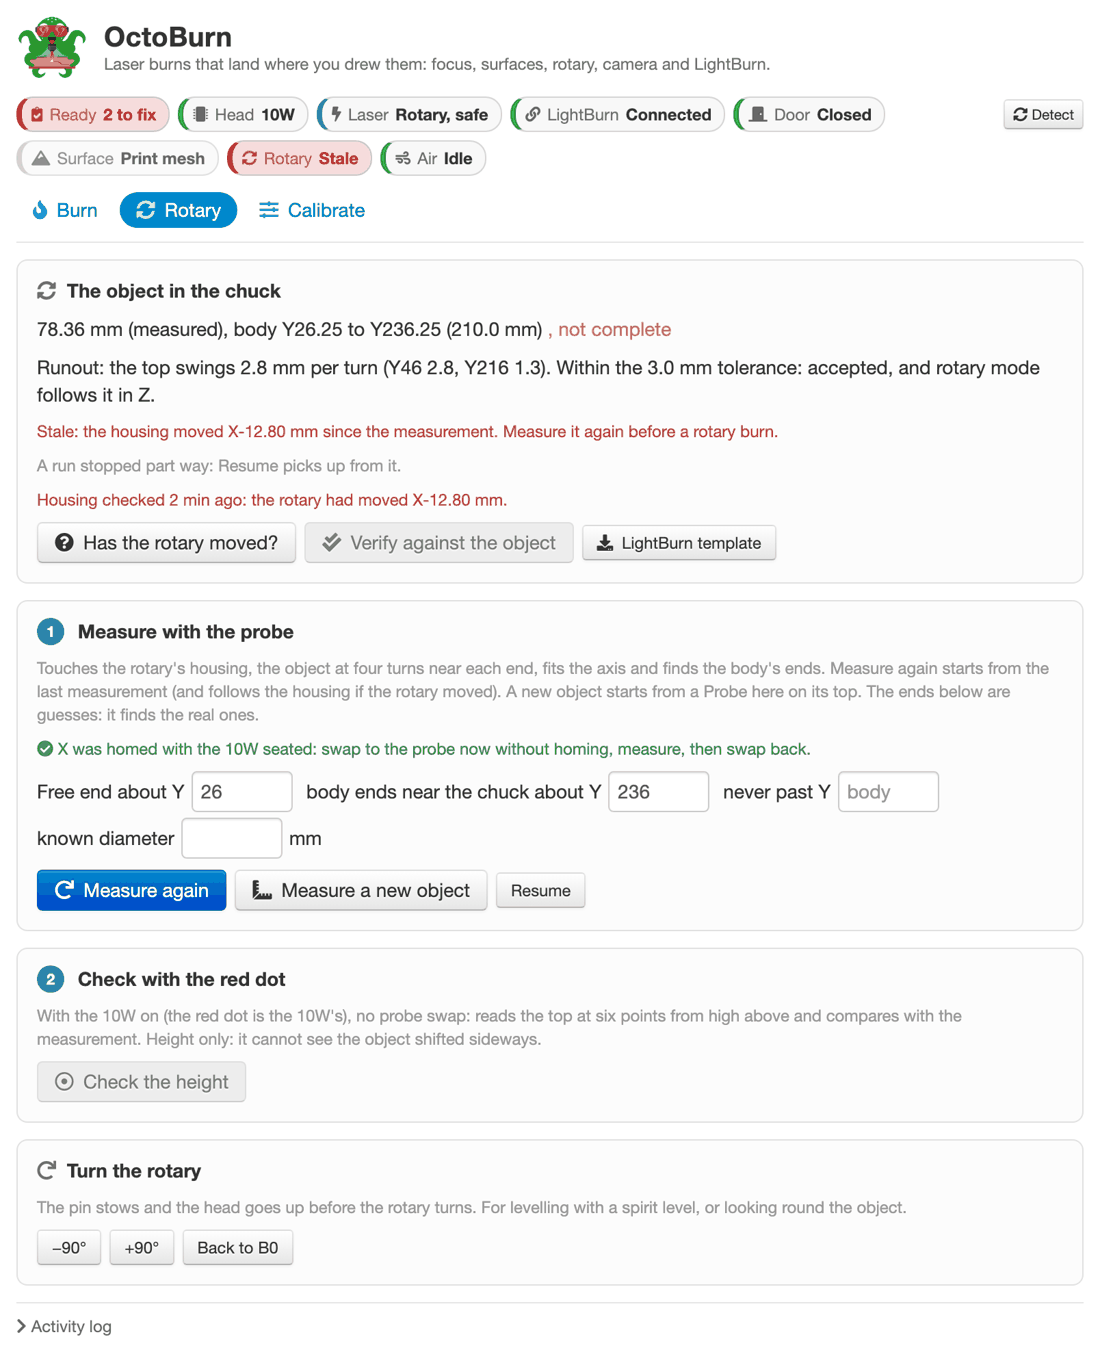 OctoBurn
Laser burns that land where you drew them: focus, surfaces, rotary, camera and LightBurn.
Ready 2 to fix
Head 10W
Laser Rotary, safe
LightBurn Connected
Door Closed
Detect
Surface Print mesh
Rotary Stale
Air Idle
Burn
Rotary
Calibrate
The object in the chuck
78.36 mm (measured), body Y26.25 to Y236.25 (210.0 mm) , not complete
Runout: the top swings 2.8 mm per turn (Y46 2.8, Y216 1.3). Within the 3.0 mm tolerance: accepted, and rotary mode
follows it in Z.
Stale: the housing moved X-12.80 mm since the measurement. Measure it again before a rotary burn.
A run stopped part way: Resume picks up from it.
Housing checked 2 min ago: the rotary had moved X-12.80 mm.
Has the rotary moved?
Verify against the object
LightBurn template
1 Measure with the probe
Touches the rotary's housing, the object at four turns near each end, fits the axis and finds the body's ends. Measure again starts from the
last measurement (and follows the housing if the rotary moved). A new object starts from a Probe here on its top. The ends below are
guesses: it finds the real ones.
X was homed with the 10W seated: swap to the probe now without homing, measure, then swap back.
Free end about Y 26 body ends near the chuck about Y 236 never past Y body
known diameter mm
Measure again
Measure a new object
Resume
2 Check with the red dot
With the 10W on (the red dot is the 10W's), no probe swap: reads the top at six points from high above and compares with the
measurement. Height only: it cannot see the object shifted sideways.
Check the height
Turn the rotary
The pin stows and the head goes up before the rotary turns. For levelling with a spirit level, or looking round the object.
−90°
+90°
Back to B0
Activity log